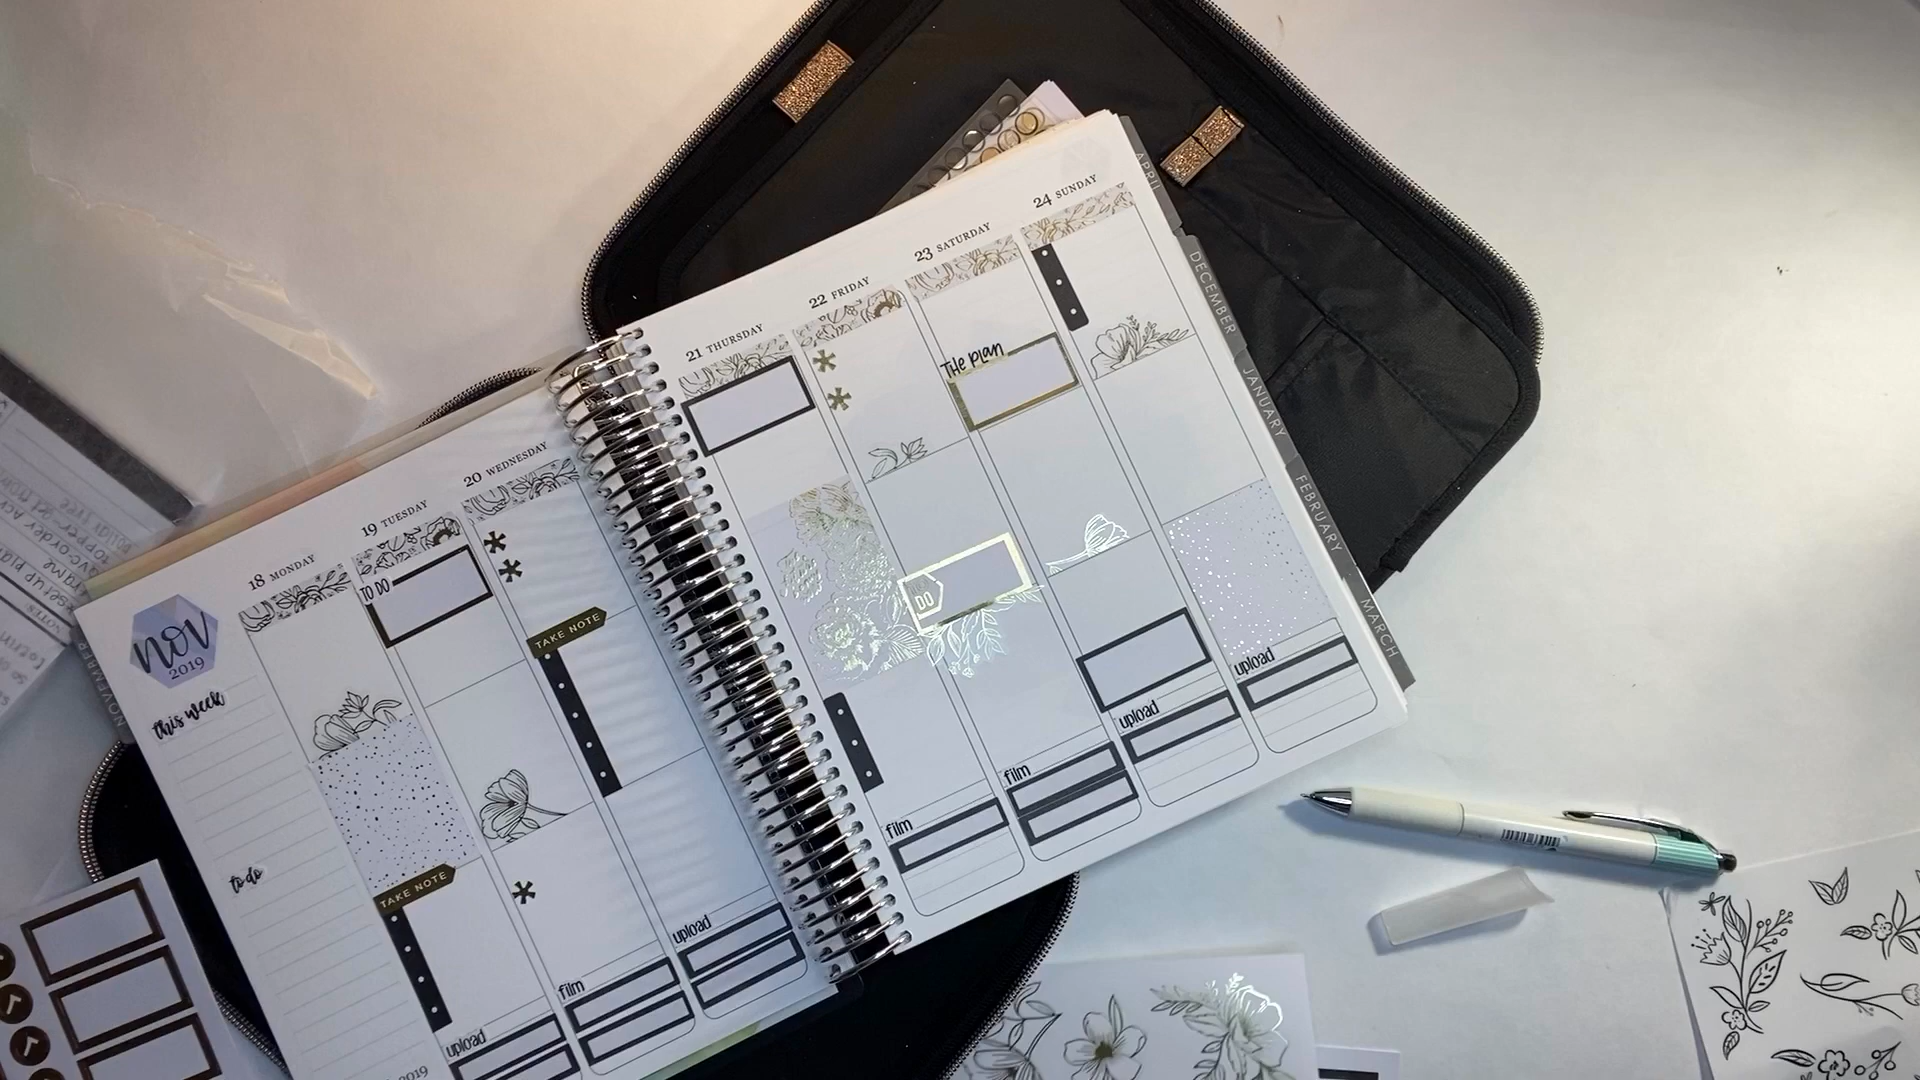 nov
2019
this week
to do
18 MONDAY
TAKE NOTE
upload
19 TUESDAY
TO DO
film
20 WEDNESDAY
TAKE NOTE
upload
21 THURSDAY
film
22 FRIDAY
DO
film
23 SATURDAY
THe PLan
upload
24 SUNDAY
upload
APRIL
DECEMBER
JANUARY
FEBRUARY
MARCH
NOVEMBER
2019
NOTES